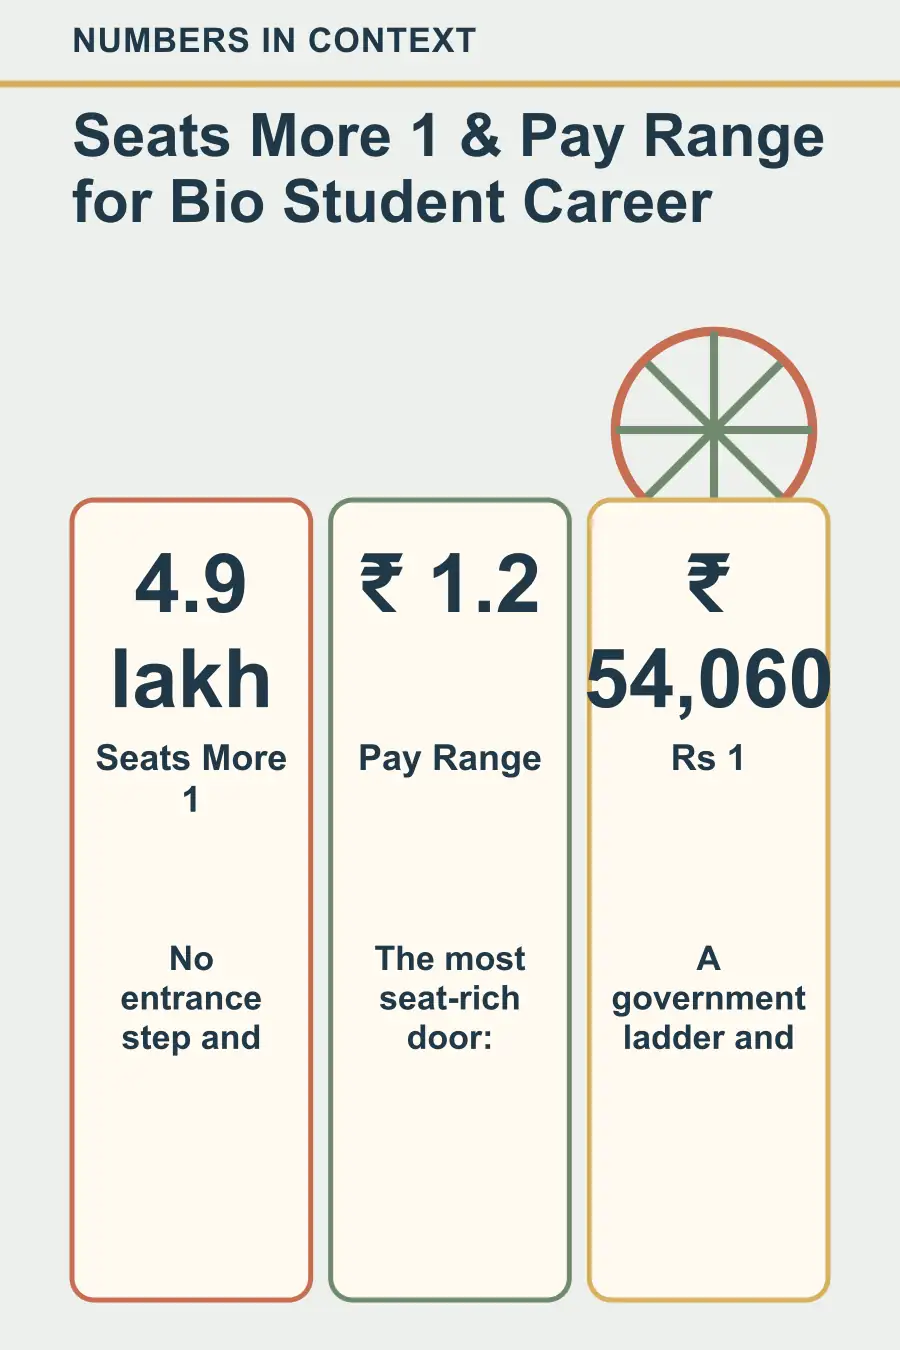 NUMBERS IN CONTEXT
Seats More 1 & Pay Range
for Bio Student Career
4.9
lakh
Seats More
1
No
entrance
step and
₹ 1.2
Pay Range
The most
seat-rich
door:
₹
54,060
Rs 1
A
government
ladder and